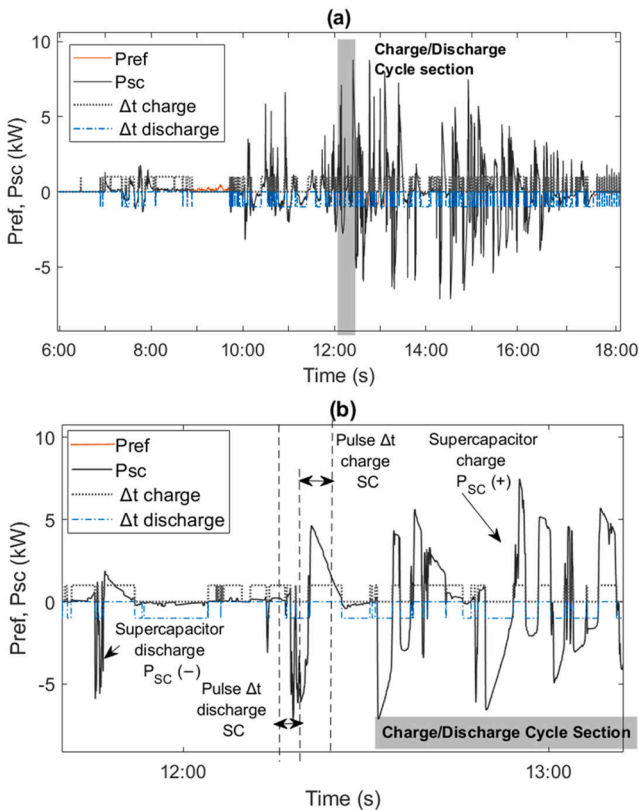 (a)
10
5
0
-5
Pref, Psc (kW)
Pref
Psc
Δt charge
Δt discharge
Charge/Discharge
Cycle section
6:00 8:00 10:00 12:00 14:00 16:00 18:00
Time (s)
(b)
10
5
0
-5
Pref, Psc (kW)
Pref
Psc
Δt charge
Δt discharge
Pulse Δt
charge
SC
Supercapacitor
charge
PSC (+)
Supercapacitor
discharge
PSC (−)
Pulse Δt
discharge
SC
Charge/Discharge Cycle Section
12:00 13:00
Time (s)